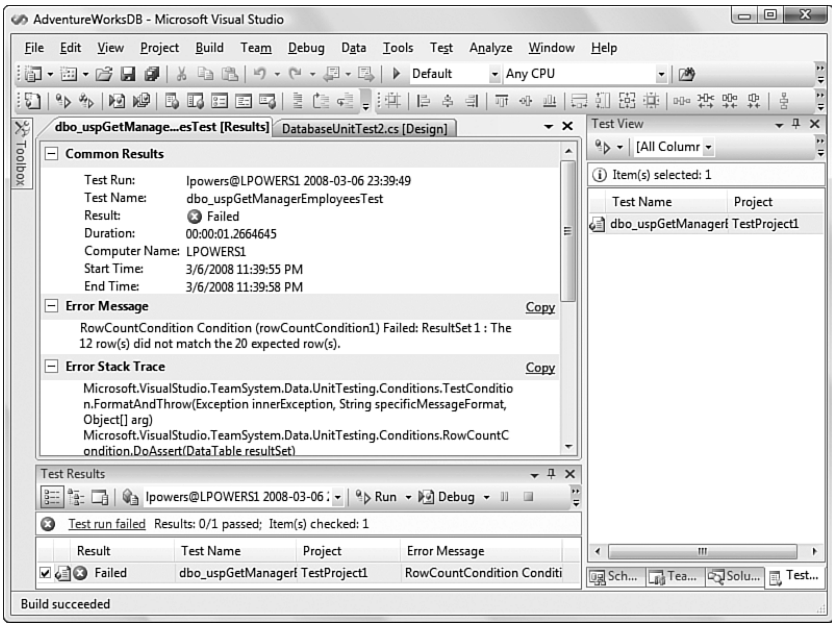 AdventureWorksDB - Microsoft Visual Studio
File Edit View Project Build Team Debug Data Tools Test Analyze Window Help
Default Any CPU
Toolbox
dbo_uspGetManage...esTest [Results] DatabaseUnitTest2.cs [Design]
Common Results
Test Run: lpowers@LPOWERS1 2008-03-06 23:39:49
Test Name: dbo_uspGetManagerEmployeesTest
Result: Failed
Duration: 00:00:01.2664645
Computer Name: LPOWERS1
Start Time: 3/6/2008 11:39:55 PM
End Time: 3/6/2008 11:39:58 PM
Error Message Copy
RowCountCondition Condition (rowCountCondition1) Failed: ResultSet 1 : The
12 row(s) did not match the 20 expected row(s).
Error Stack Trace Copy
Microsoft.VisualStudio.TeamSystem.Data.UnitTesting.Conditions.TestConditio
n.FormatAndThrow(Exception innerException, String specificMessageFormat,
Object[] arg)
Microsoft.VisualStudio.TeamSystem.Data.UnitTesting.Conditions.RowCountC
ondition.DoAssert(DataTable resultSet)
Test View
[All Columr
Item(s) selected: 1
Test Name Project
dbo_uspGetManagerE TestProject1
Test Results
lpowers@LPOWERS1 2008-03-06 : Run Debug
Test run failed Results: 0/1 passed; Item(s) checked: 1
Result Test Name Project Error Message
Failed dbo_uspGetManagerE TestProject1 RowCountCondition Conditi
Sch... Tea... Solu... Test...
Build succeeded